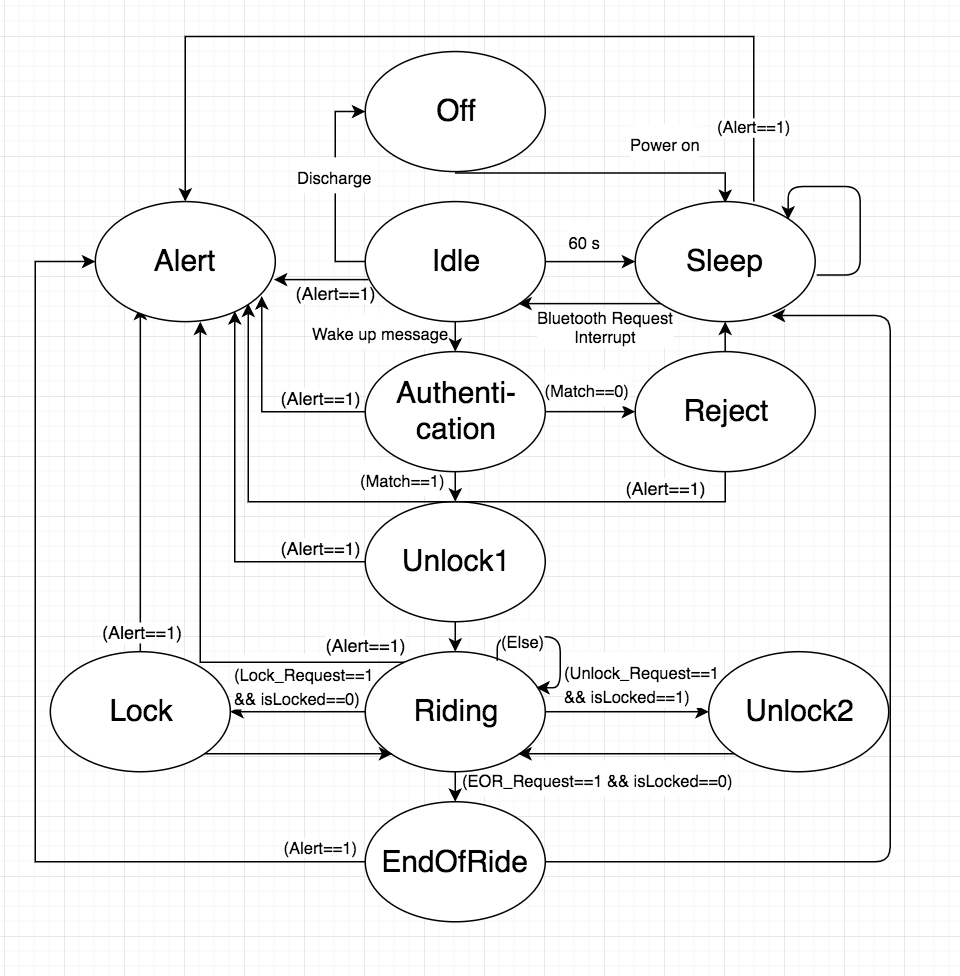 Off
(Alert==1)
Power on
Discharge
Alert
Idle
60 s
Sleep
(Alert==1)
Bluetooth Request
Interrupt
Wake up message
Authenti-
cation
(Match==0)
Reject
(Alert==1)
(Match==1)
(Alert==1)
Unlock1
(Alert==1)
(Alert==1)
(Alert==1)
(Else)
(Lock_Request==1
&& isLocked==0)
(Unlock_Request==1
&& isLocked==1)
Lock
Riding
Unlock2
(EOR_Request==1 && isLocked==0)
(Alert==1)
EndOfRide